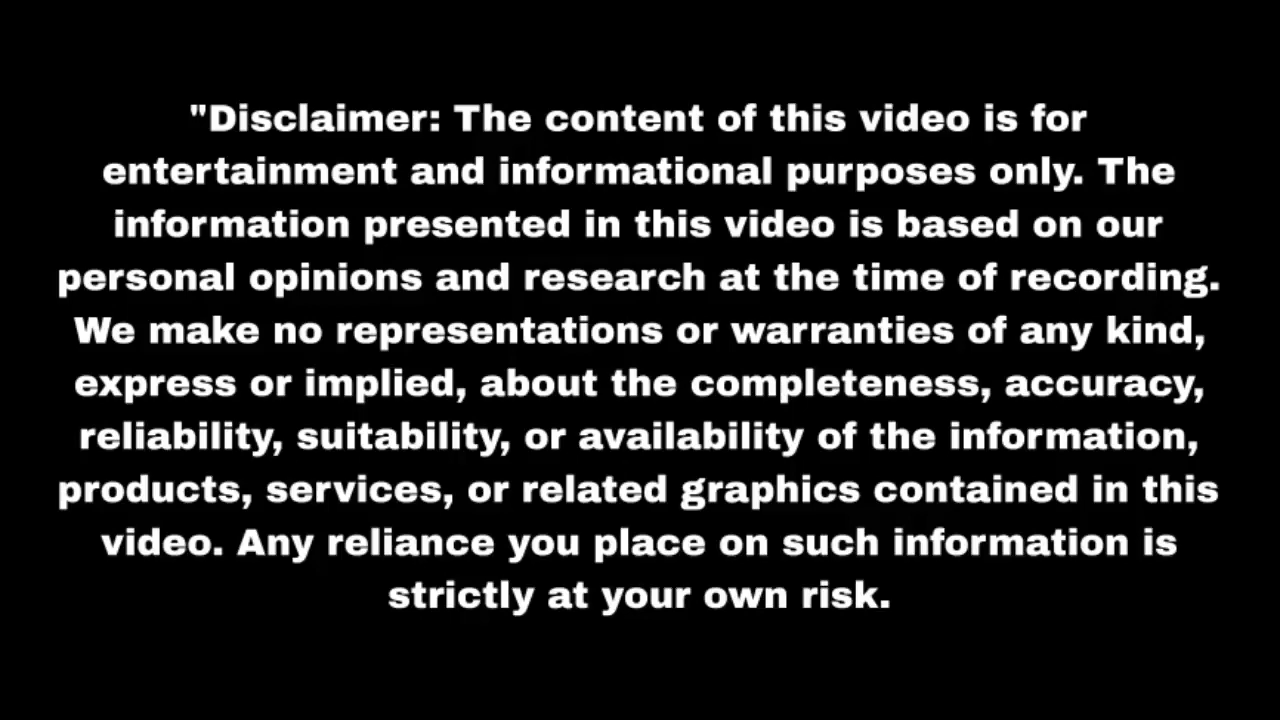 "Disclaimer: The content of this video is for
entertainment and informational purposes only. The
information presented in this video is based on our
personal opinions and research at the time of recording.
We make no representations or warranties of any kind,
express or implied, about the completeness, accuracy,
reliability, suitability, or availability of the information,
products, services, or related graphics contained in this
video. Any reliance you place on such information is
strictly at your own risk.